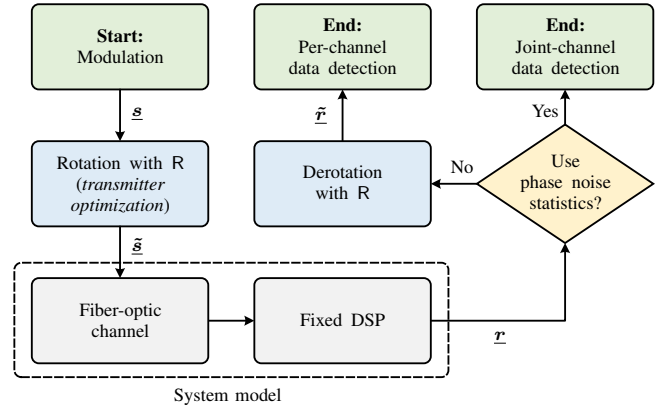 Start:
Modulation
End:
Per-channel
data detection
End:
Joint-channel
data detection
s
r̃
Yes
Rotation with R
(transmitter
optimization)
Derotation
with R
No
Use
phase noise
statistics?
s̃
Fiber-optic
channel
Fixed DSP
r
System model